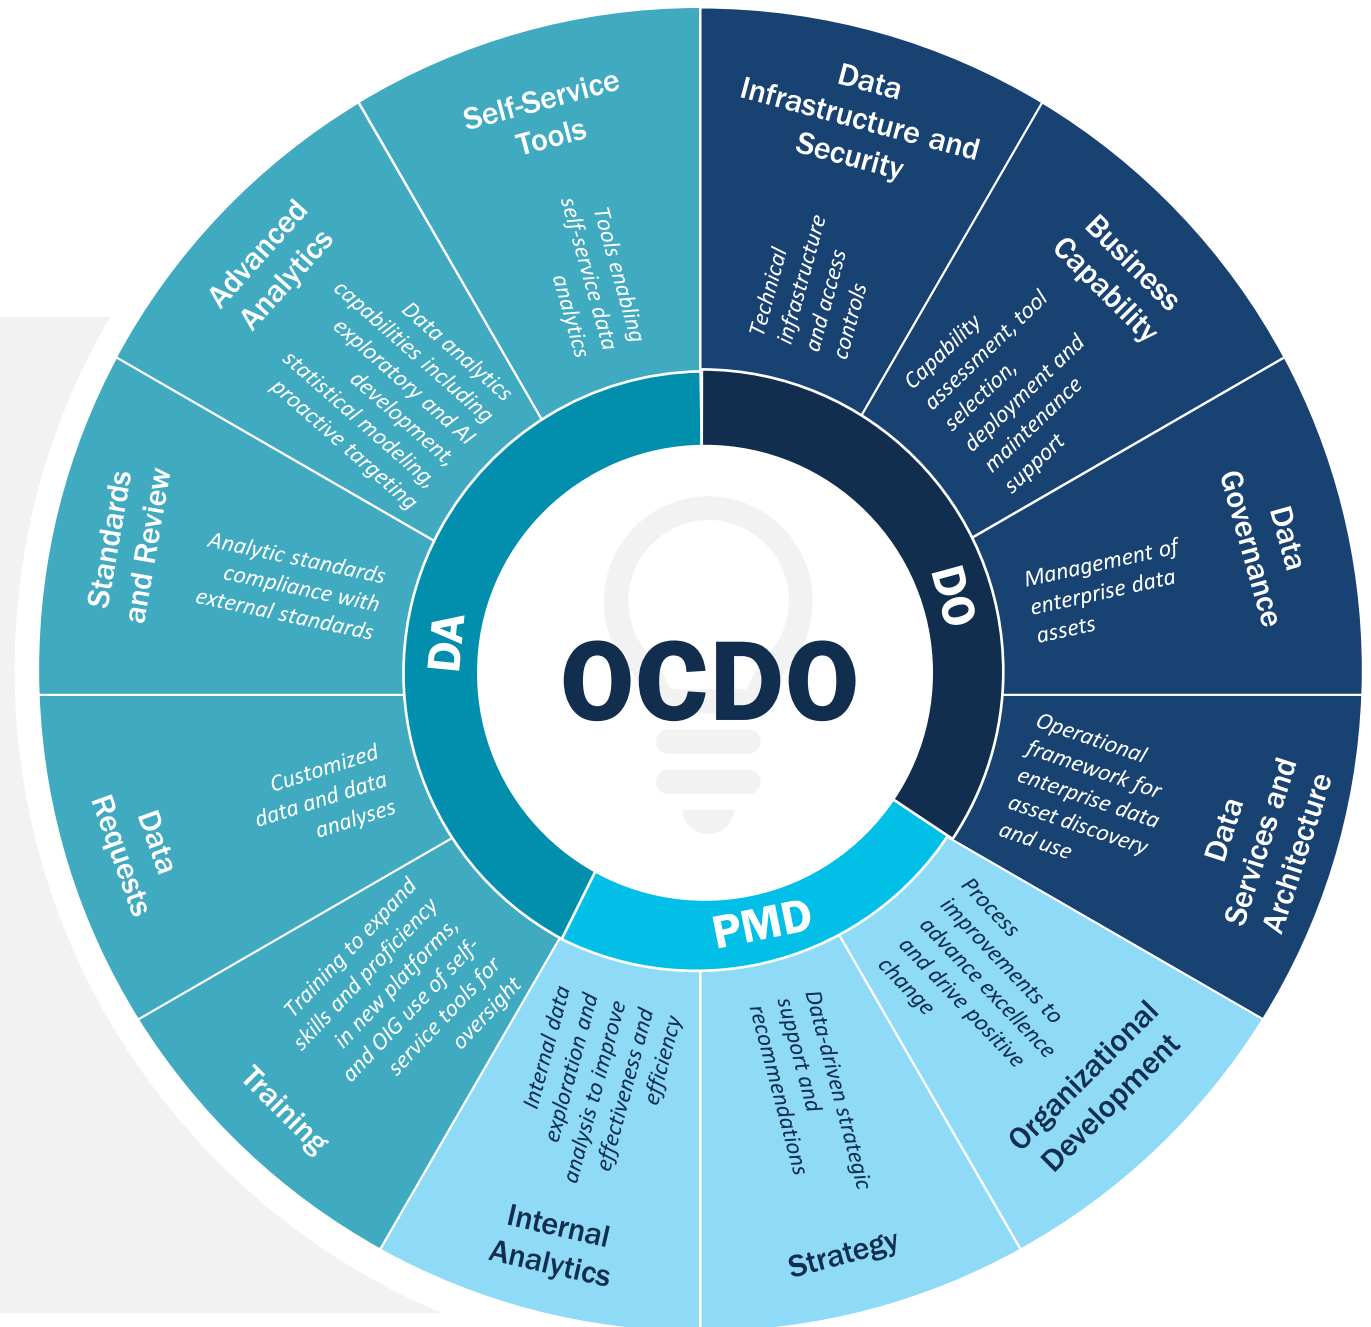 OCDO
DO
Data
Infrastructure and
Security
Technical
infrastructure
and access
controls
Business
Capability
Capability
assessment, tool
selection,
deployment and
maintenance
support
Data
Governance
Management of
enterprise data
assets
Data
Services and
Architecture
Operational
framework for
enterprise data
asset discovery
and use
PMD
Organizational
Development
Process
improvements to
advance excellence
and drive positive
change
Strategy
Data-driven strategic
support and
recommendations
Internal
Analytics
Internal data
exploration and
analysis to improve
effectiveness and
efficiency
DA
Training
Training to expand
skills and proficiency
in new platforms,
and OIG use of self-
service tools for
oversight
Data
Requests
Customized
data and data
analyses
Standards
and Review
Analytic standards
compliance with
external standards
Advanced
Analytics
Data analytics
capabilities including
exploratory and AI
development,
statistical modeling,
proactive targeting
Self-Service
Tools
Tools enabling
self-service data
analytics